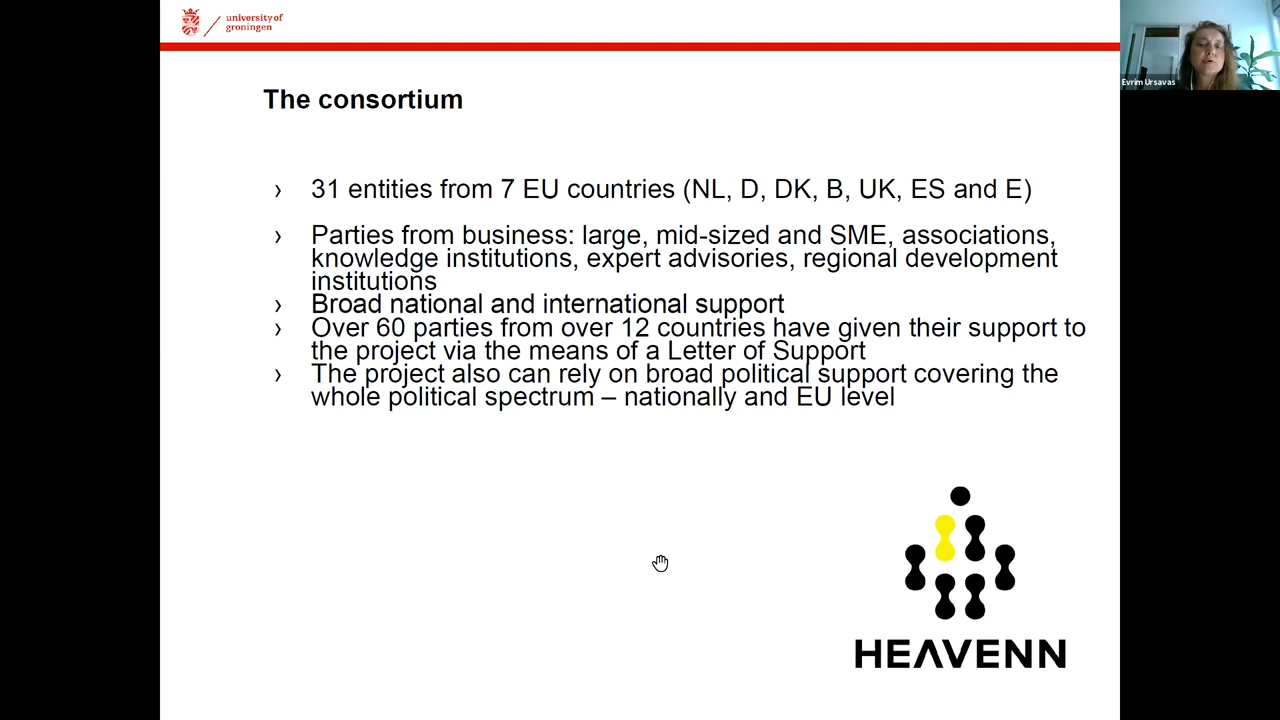 university of
groningen
Evrim Ursavas
The consortium
› 31 entities from 7 EU countries (NL, D, DK, B, UK, ES and E)
› Parties from business: large, mid-sized and SME, associations,
knowledge institutions, expert advisories, regional development
institutions
› Broad national and international support
› Over 60 parties from over 12 countries have given their support to
the project via the means of a Letter of Support
› The project also can rely on broad political support covering the
whole political spectrum – nationally and EU level
HEAVENN